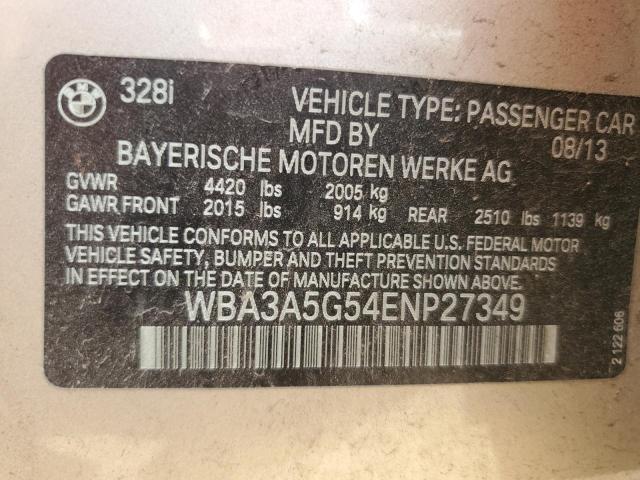 BMW 328i VEHICLE TYPE: PASSENGER CAR
MFD BY 08/13
BAYERISCHE MOTOREN WERKE AG
GVWR 4420 lbs 2005 kg
GAWR FRONT 2015 lbs 914 kg REAR 2510 lbs 1139 kg
THIS VEHICLE CONFORMS TO ALL APPLICABLE U.S. FEDERAL MOTOR
VEHICLE SAFETY, BUMPER AND THEFT PREVENTION STANDARDS
IN EFFECT ON THE DATE OF MANUFACTURE SHOWN ABOVE.
WBA3A5G54ENP27349
2 122 606